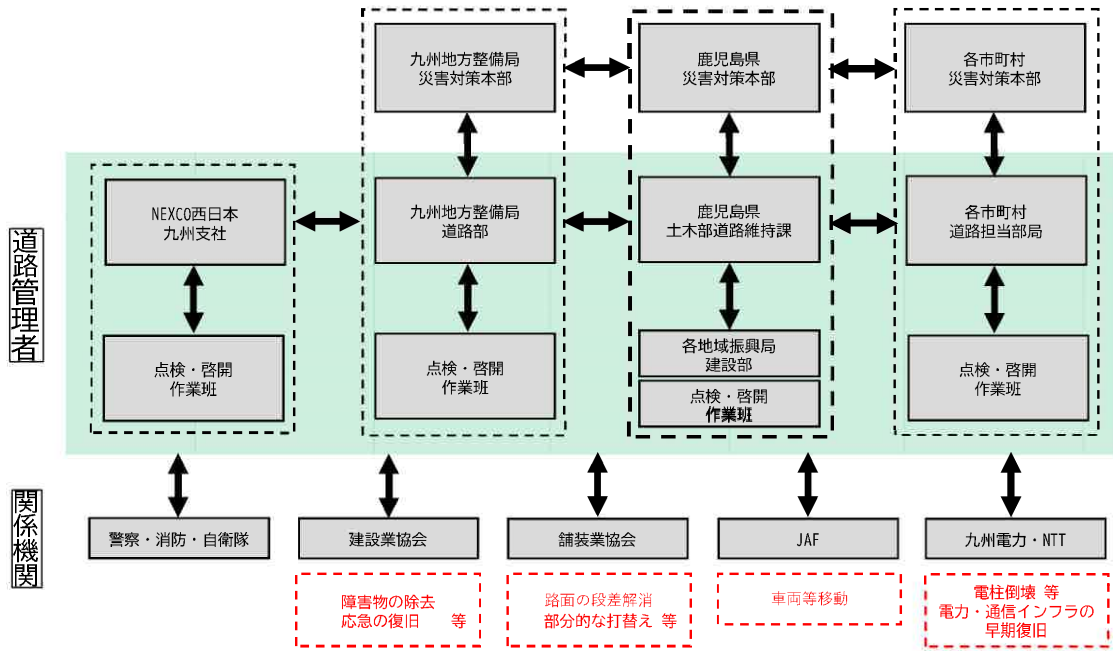 九州地方整備局
災害対策本部
鹿児島県
災害対策本部
各市町村
災害対策本部
道路管理者
NEXCO西日本
九州支社
九州地方整備局
道路部
鹿児島県
土木部道路維持課
各市町村
道路担当部局
点検・啓開
作業班
点検・啓開
作業班
各地域振興局
建設部
点検・啓開
作業班
点検・啓開
作業班
関係機関
警察・消防・自衛隊
建設業協会
舗装業協会
JAF
九州電力・NTT
障害物の除去
応急の復旧 等
路面の段差解消
部分的な打替え 等
車両等移動
電柱倒壊 等
電力・通信インフラの
早期復旧